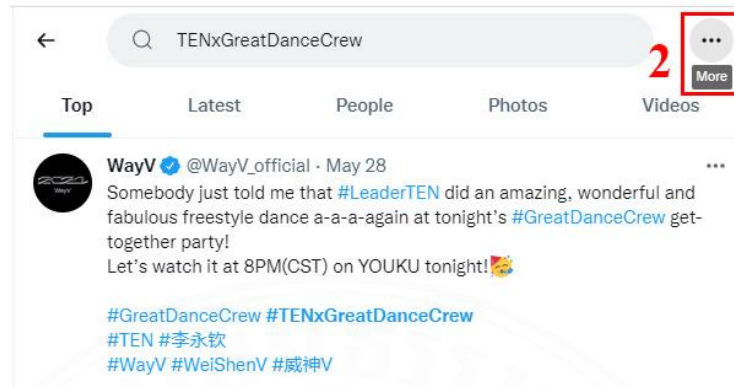 TENxGreatDanceCrew
...
2
More
Top Latest People Photos Videos
WayV @WayV_official · May 28
...
Somebody just told me that #LeaderTEN did an amazing, wonderful and
fabulous freestyle dance a-a-a-again at tonight's #GreatDanceCrew get-
together party!
Let's watch it at 8PM(CST) on YOUKU tonight!🥳
#GreatDanceCrew #TENxGreatDanceCrew
#TEN #李永钦
#WayV #WeiShenV #威神V